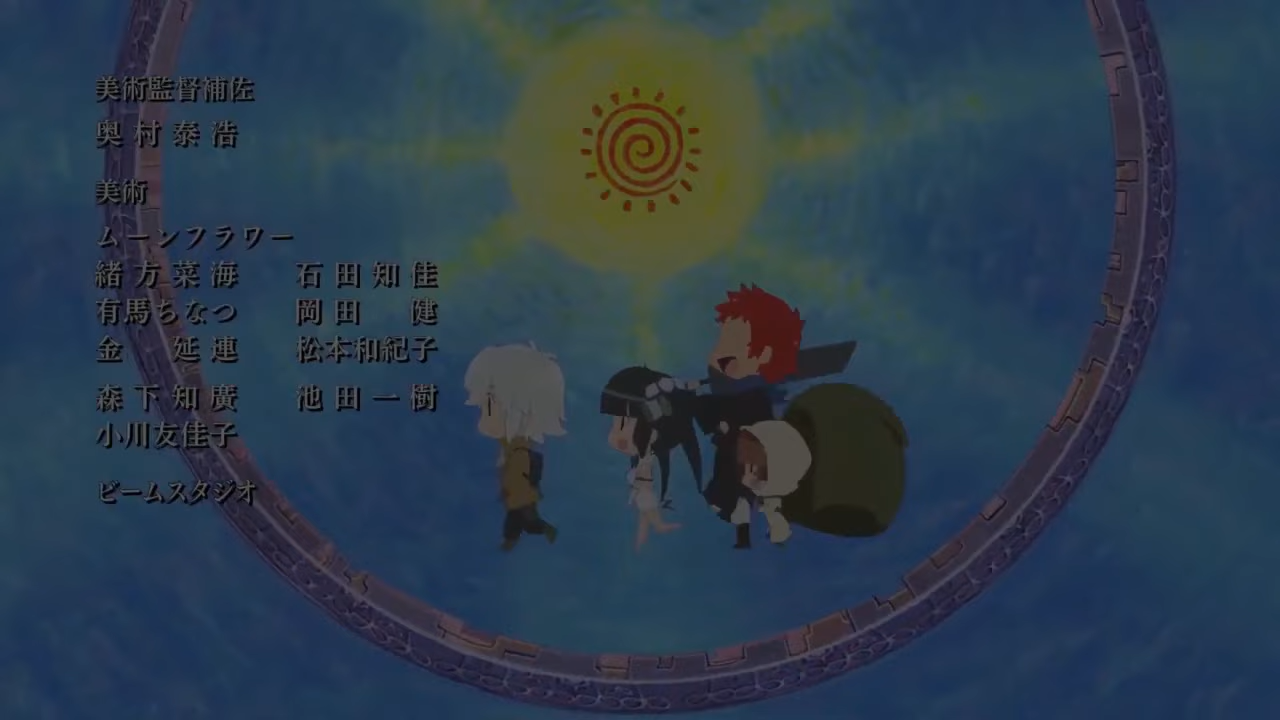 美術監督補佐
奥村泰浩
美術
ムーンフラワー
緒方菜海 石田知佳
有馬ちなつ 岡田健
金延連 松本和紀子
森下知廣 池田一樹
小川友佳子
ビームスタジオ